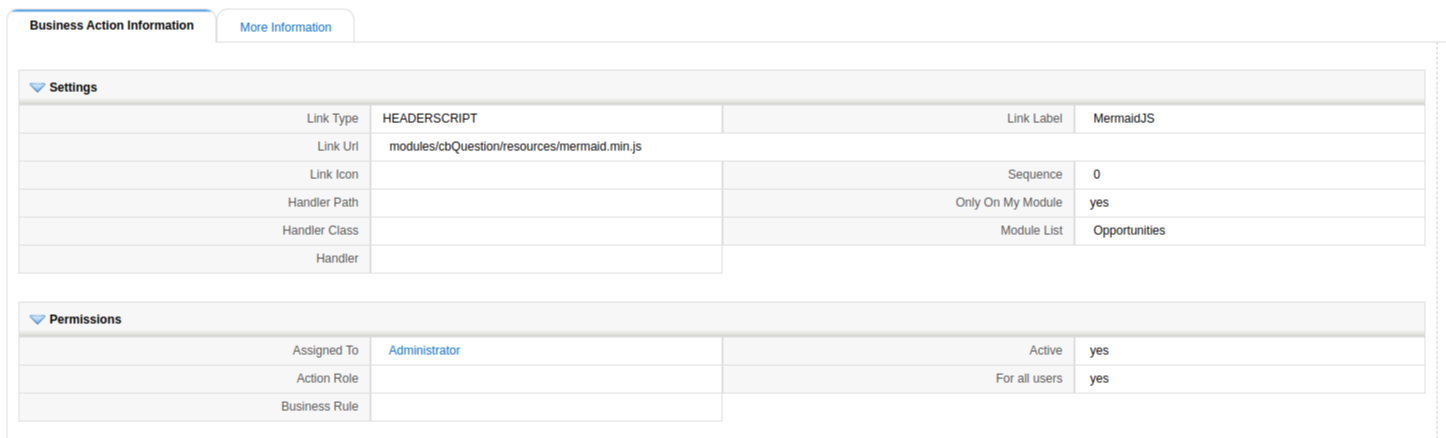 Business Action Information More Information
Settings
Link Type HEADERSCRIPT Link Label MermaidJS
Link Url modules/cbQuestion/resources/mermaid.min.js
Link Icon Sequence 0
Handler Path Only On My Module yes
Handler Class Module List Opportunities
Handler
Permissions
Assigned To Administrator Active yes
Action Role For all users yes
Business Rule